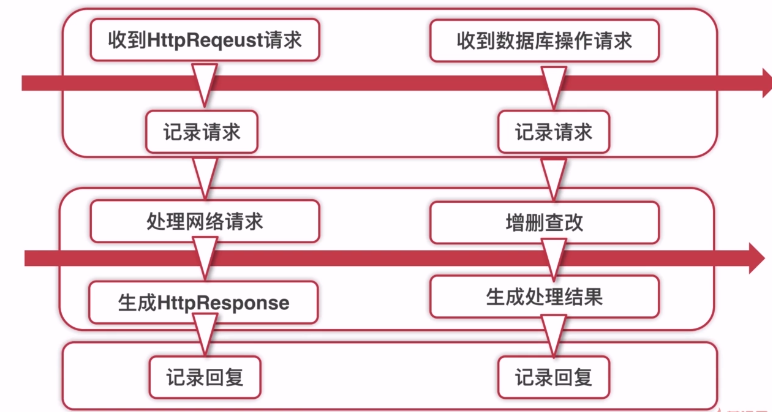 收到HttpReqeust请求
收到数据库操作请求
记录请求
记录请求
处理网络请求
增删查改
生成HttpResponse
生成处理结果
记录回复
记录回复